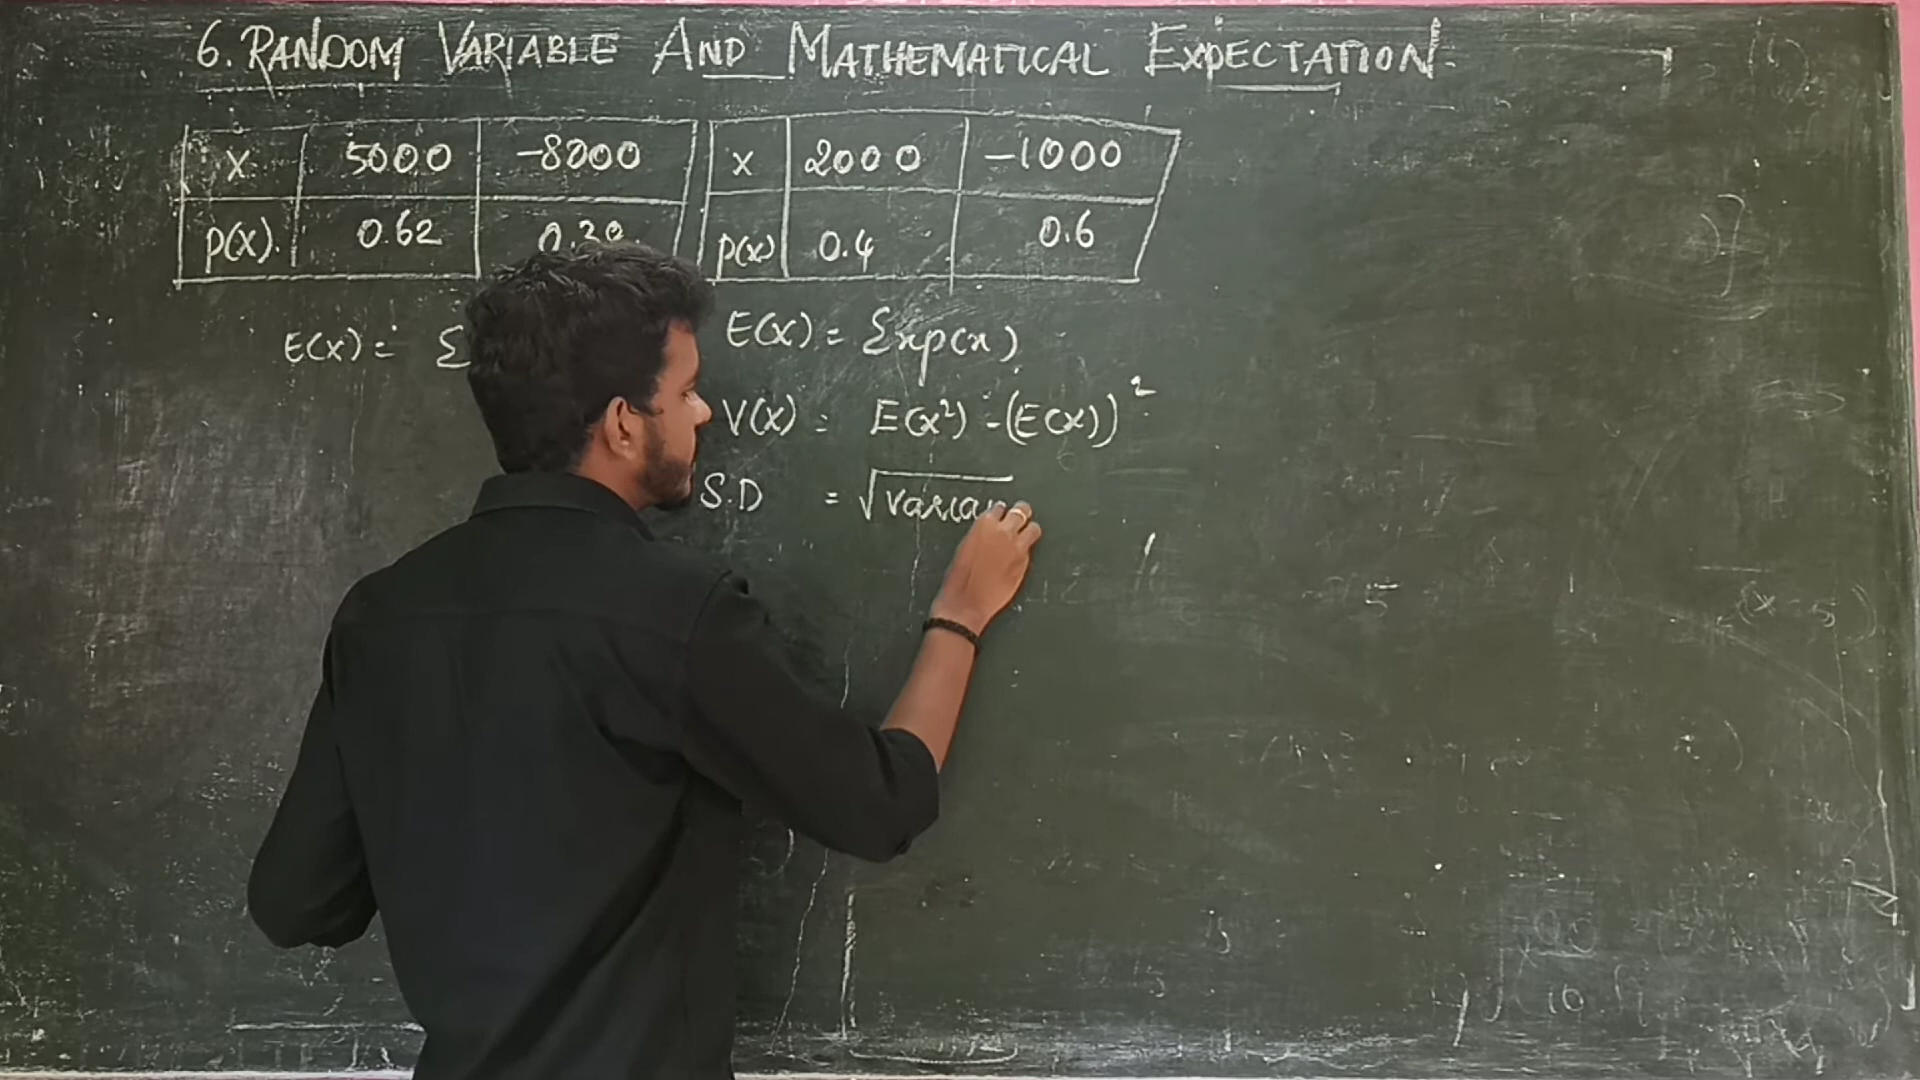 6. RANDOM VARIABLE AND MATHEMATICAL EXPECTATION.
X 5000 -8000 X 2000 -1000
P(X). 0.62 P(X) 0.4 0.6
E(X) = Σ
E(X) = Σxp(x)
V(X) = E(X²) - (E(X))²
S.D = √varian